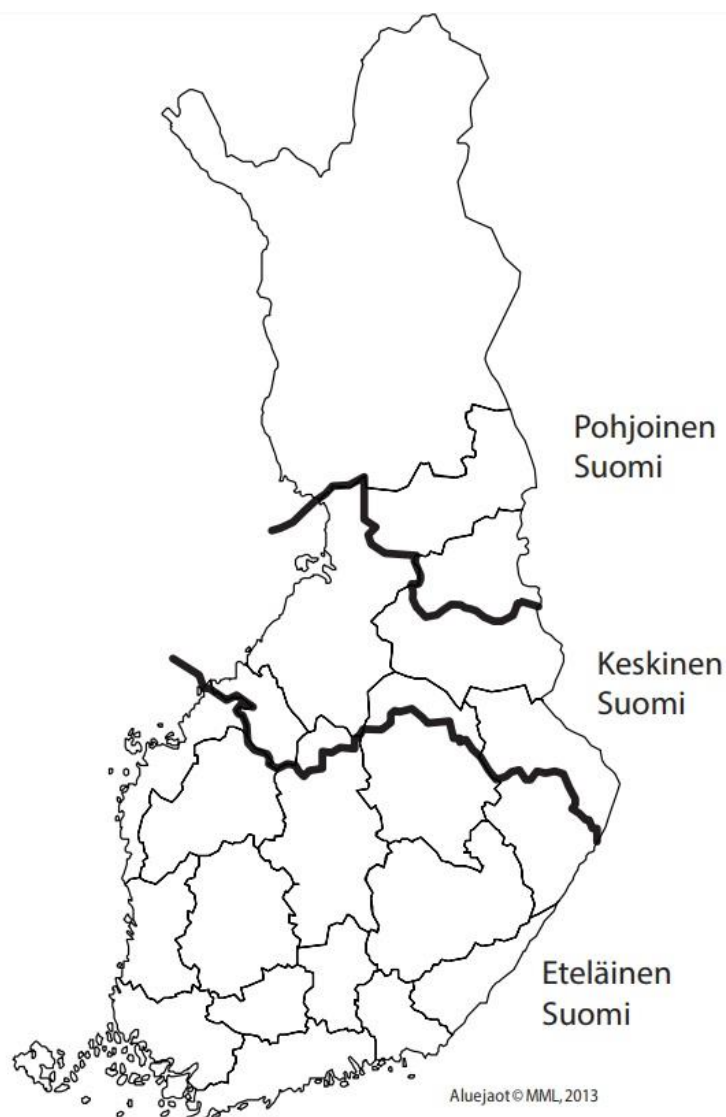 Pohjoinen
Suomi
Keskinen
Suomi
Eteläinen
Suomi
Aluejaot © MML, 2013